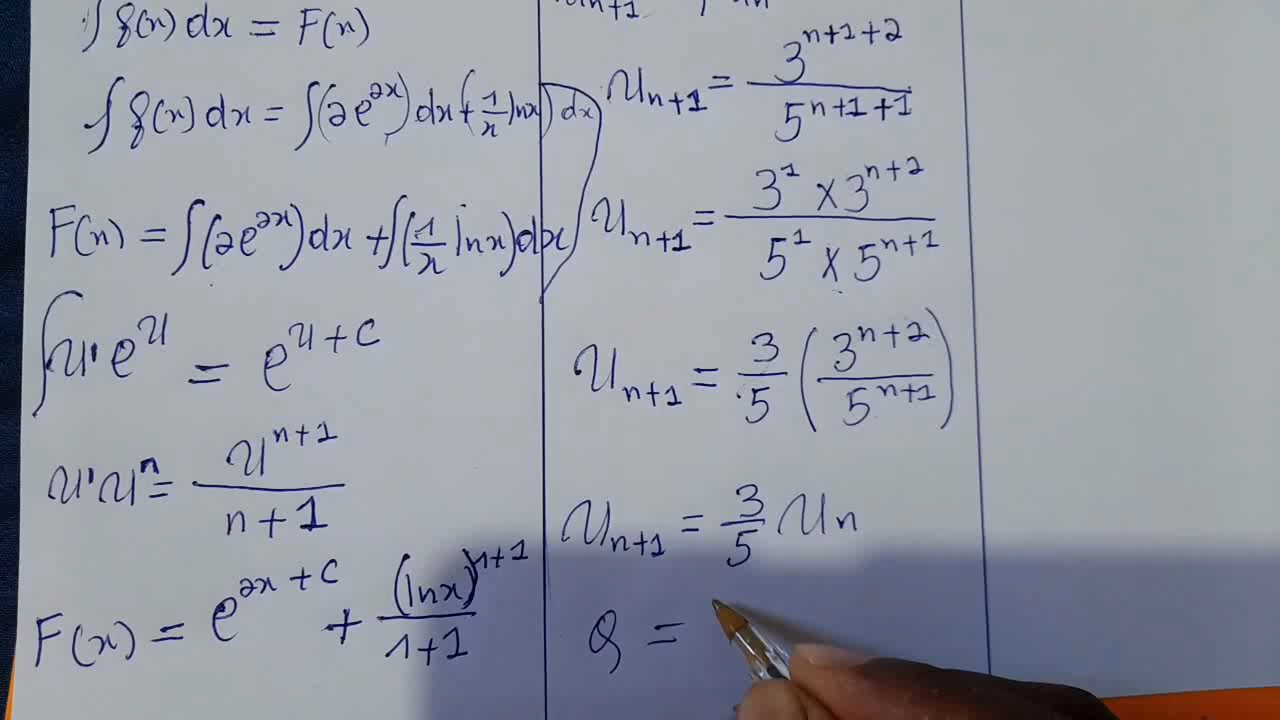 ∫f(x) dx = F(x)
∫f(x) dx = ∫(2e^{2x}) dx + (1/x lnx) dx
F(x) = ∫(2e^{2x}) dx + ∫(1/x lnx) dx
∫U' e^U = e^{U+C}
U'U^n = U^{n+1} / n+1
F(x) = e^{2x+C} + (lnx)^{1+1} / 1+1
U_{n+1} = 3^{n+1+2} / 5^{n+1+1}
U_{n+1} = 3^1 × 3^{n+2} / 5^1 × 5^{n+1}
U_{n+1} = 3/5 (3^{n+2} / 5^{n+1})
U_{n+1} = 3/5 Un
Q =